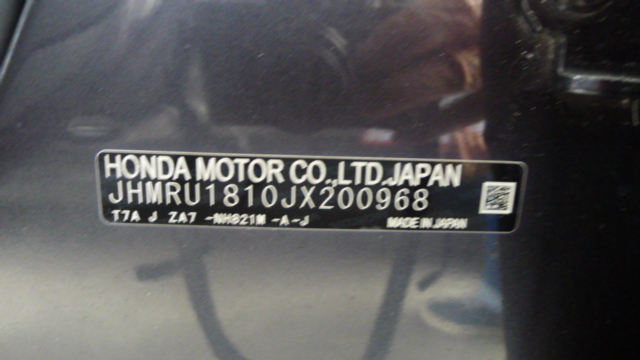 HONDA MOTOR CO.,LTD.JAPAN
JHMRU1810JX200968
T7A J ZA7 -NH821M -A-J MADE IN JAPAN